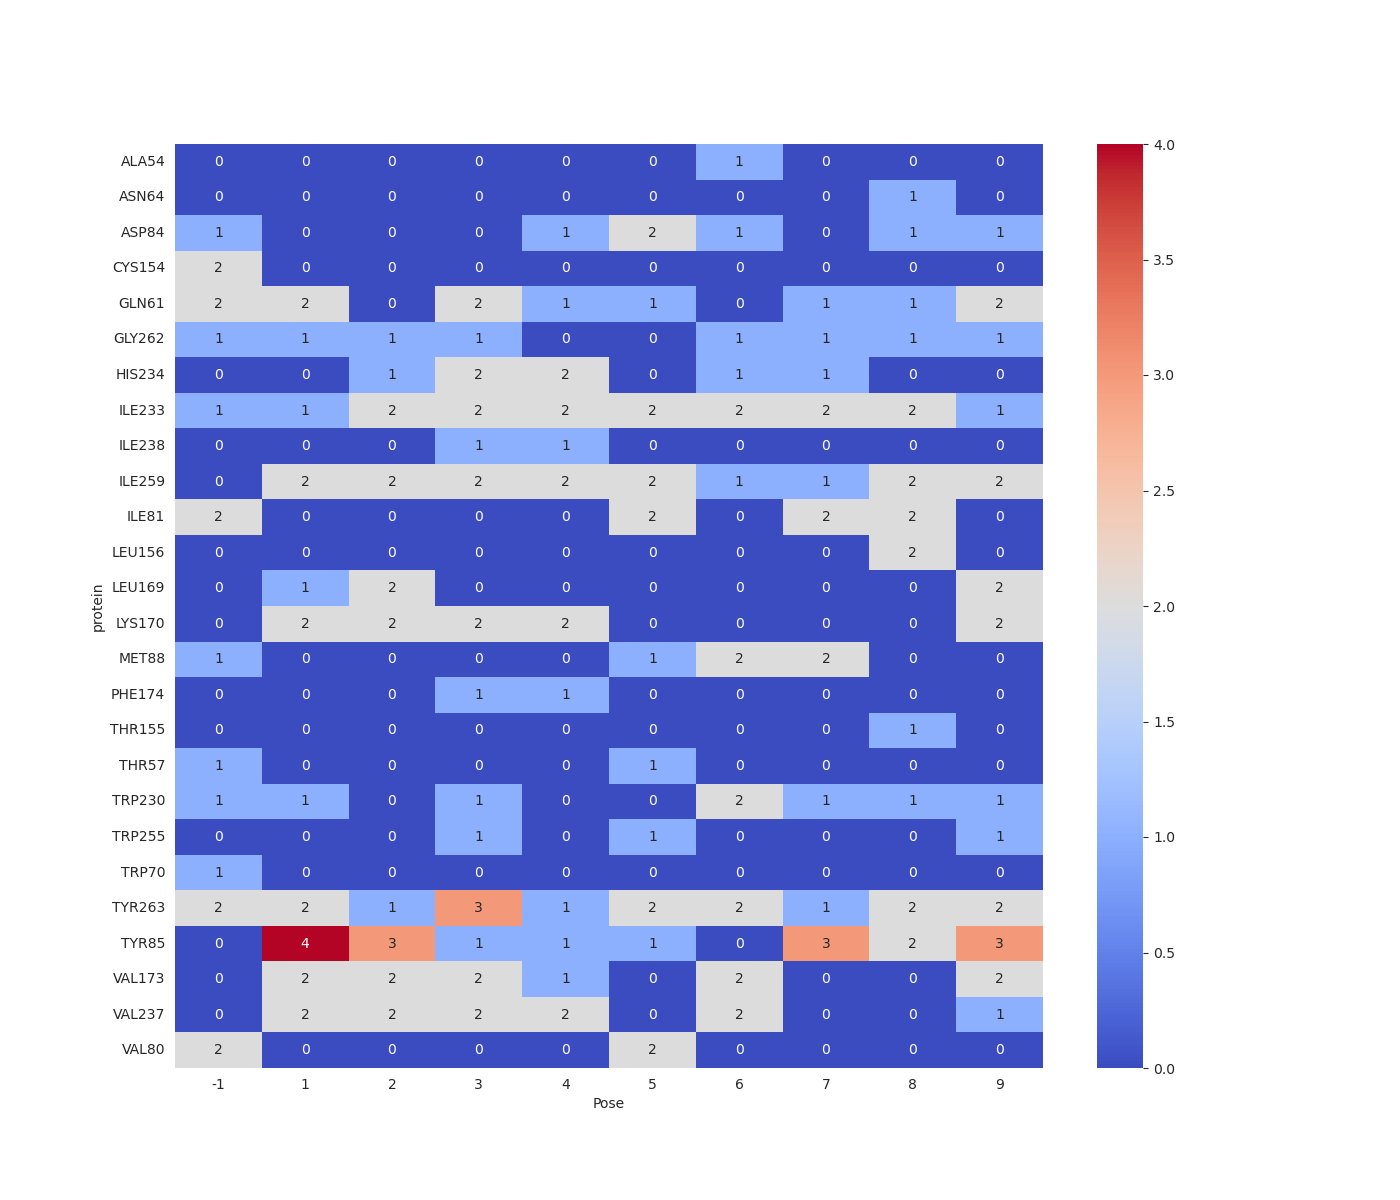 ALA54 0 0 0 0 0 0 1 0 0 0 4.0
ASN64 0 0 0 0 0 0 0 0 1 0
ASP84 1 0 0 0 1 2 1 0 1 1
3.5
CYS154 2 0 0 0 0 0 0 0 0 0
GLN61 2 2 0 2 1 1 0 1 1 2
GLY262 1 1 1 1 0 0 1 1 1 1
HIS234 0 0 1 2 2 0 1 1 0 0 3.0
ILE233 1 1 2 2 2 2 2 2 2 1
ILE238 0 0 0 1 1 0 0 0 0 0
ILE259 0 2 2 2 2 2 1 1 2 2 2.5
ILE81 2 0 0 0 0 2 0 2 2 0
LEU156 0 0 0 0 0 0 0 0 2 0
LEU169 0 1 2 0 0 0 0 0 0 2
protein 2.0
LYS170 0 2 2 2 2 0 0 0 0 2
MET88 1 0 0 0 0 1 2 2 0 0
PHE174 0 0 0 1 1 0 0 0 0 0
THR155 0 0 0 0 0 0 0 0 1 0 1.5
THR57 1 0 0 0 0 1 0 0 0 0
TRP230 1 1 0 1 0 0 2 1 1 1
TRP255 0 0 0 1 0 1 0 0 0 1 1.0
TRP70 1 0 0 0 0 0 0 0 0 0
TYR263 2 2 1 3 1 2 2 1 2 2
TYR85 0 4 3 1 1 1 0 3 2 3 0.5
VAL173 0 2 2 2 1 0 2 0 0 2
VAL237 0 2 2 2 2 0 2 0 0 1
VAL80 2 0 0 0 0 2 0 0 0 0
0.0
-1 1 2 3 4 5 6 7 8 9
Pose